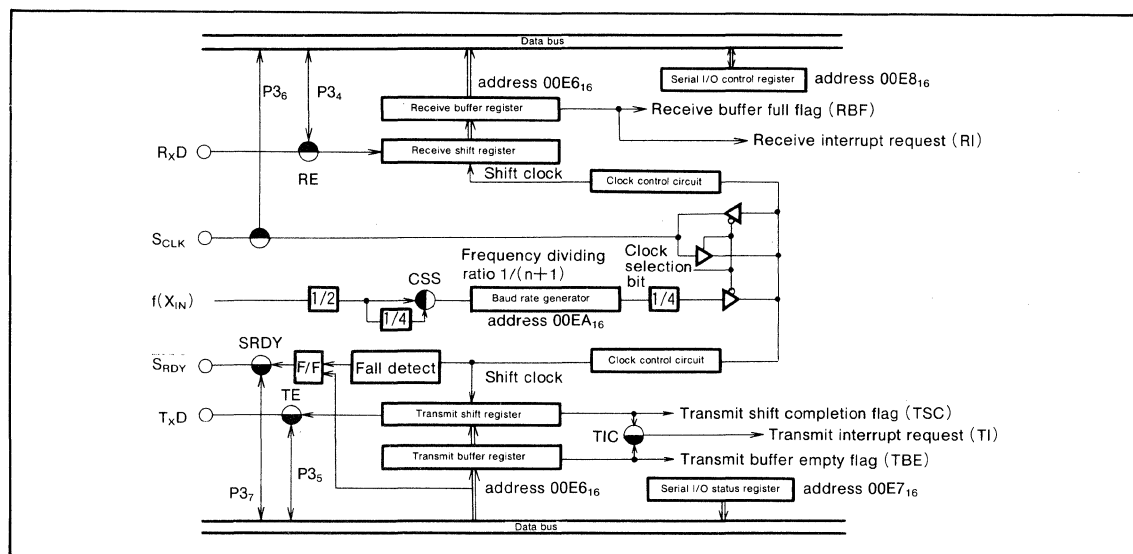 Data bus
address 00E6₁₆
Serial I/O control register address 00E8₁₆
P3₆ P3₄
Receive buffer register
Receive buffer full flag (RBF)
RxD
Receive shift register
Receive interrupt request (RI)
RE
Shift clock
Clock control circuit
SCLK
Frequency dividing
ratio 1/(n+1)
Clock
selection
bit
CSS
f(XIN)
1/2
Baud rate generator
1/4
1/4
address 00EA₁₆
SRDY
S̅R̅D̅Y̅
F/F
Fall detect
Clock control circuit
Shift clock
TE
TxD
Transmit shift register
Transmit shift completion flag (TSC)
TIC
Transmit interrupt request (TI)
Transmit buffer register
Transmit buffer empty flag (TBE)
P3₇ P3₅
address 00E6₁₆
Serial I/O status register address 00E7₁₆
Data bus